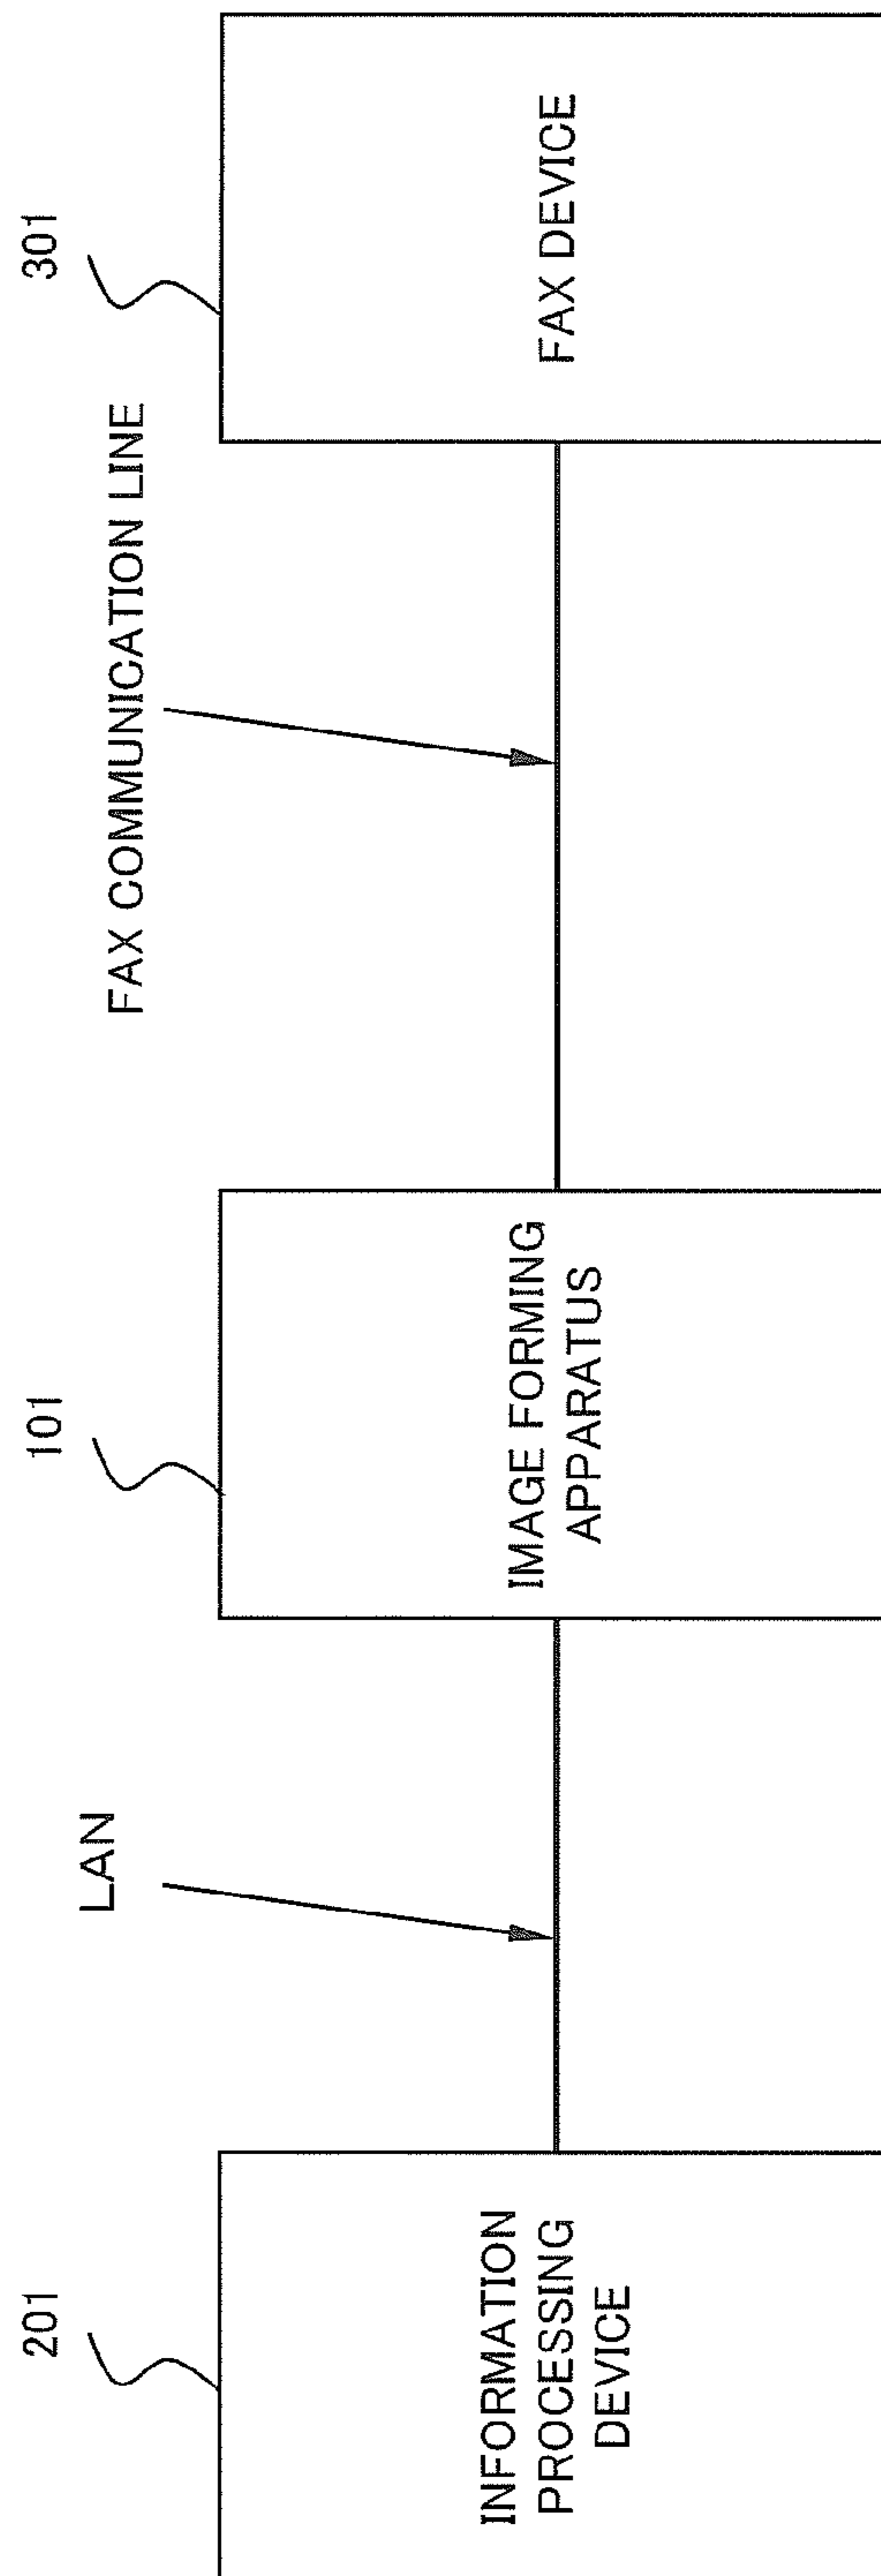 201
101
301
LAN
FAX COMMUNICATION LINE
INFORMATION
PROCESSING
DEVICE
IMAGE FORMING
APPARATUS
FAX DEVICE